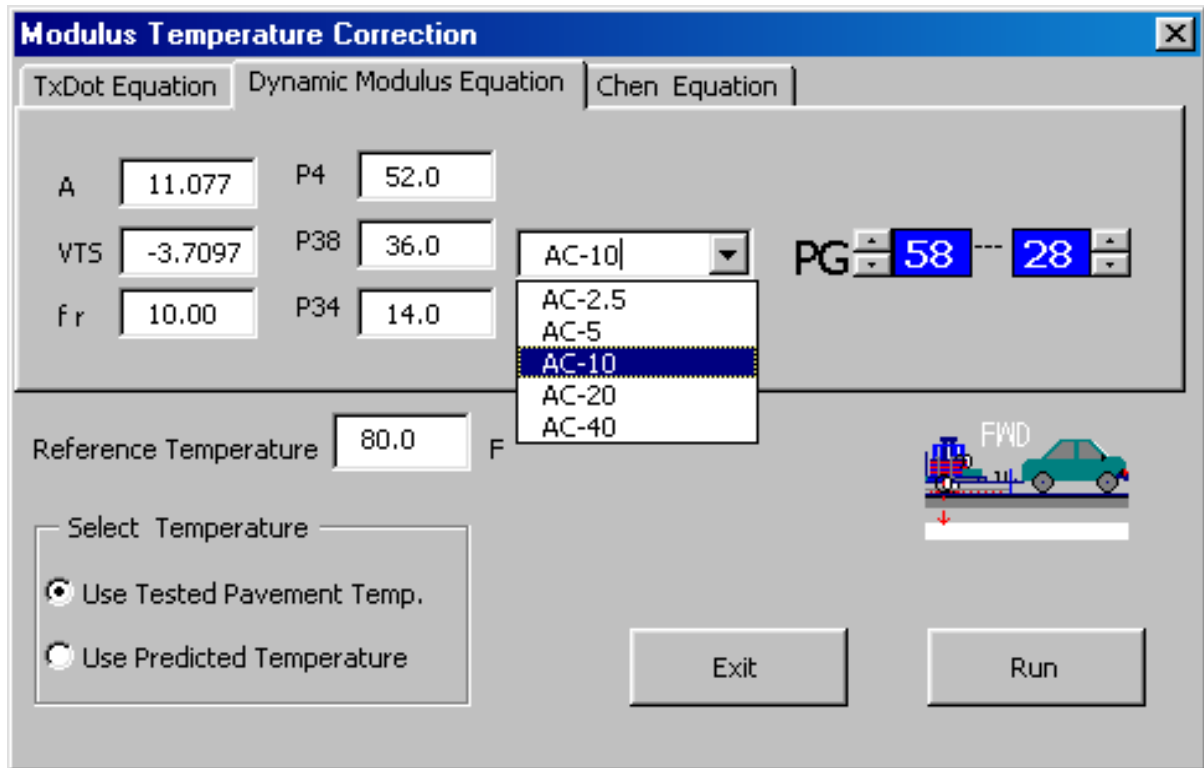 Modulus Temperature Correction
TxDot Equation Dynamic Modulus Equation Chen Equation
A 11.077 P4 52.0
VTS -3.7097 P38 36.0 AC-10 PG 58 --- 28
f r 10.00 P34 14.0
AC-2.5
AC-5
AC-10
AC-20
AC-40
Reference Temperature 80.0 F
FWD
Select Temperature
Use Tested Pavement Temp.
Use Predicted Temperature
Exit Run